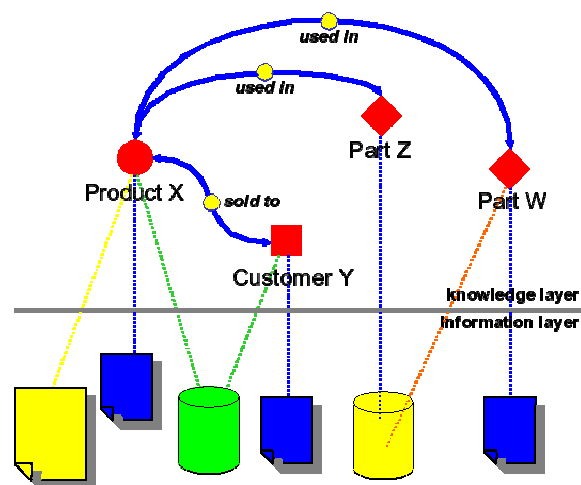 used in
used in
Part Z
Product X
Part W
sold to
Customer Y
knowledge layer
information layer